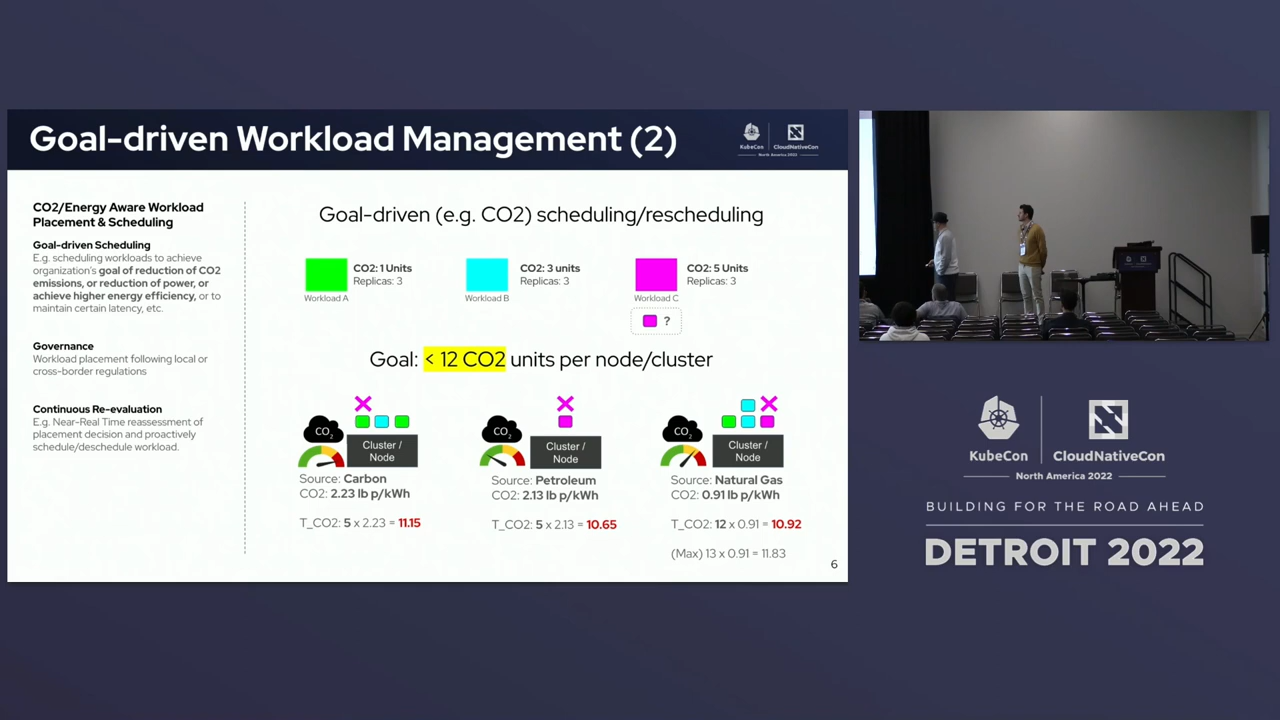 Goal-driven Workload Management (2)
KubeCon
CloudNativeCon
North America 2022
CO2/Energy Aware Workload
Placement & Scheduling
Goal-driven Scheduling
E.g. scheduling workloads to achieve
organization's goal of reduction of CO2
emissions, or reduction of power, or
achieve higher energy efficiency, or to
maintain certain latency, etc.
Governance
Workload placement following local or
cross-border regulations
Continuous Re-evaluation
E.g. Near-Real Time reassessment of
placement decision and proactively
schedule/deschedule workload.
Goal-driven (e.g. CO2) scheduling/rescheduling
CO2: 1 Units
Replicas: 3
Workload A
CO2: 3 units
Replicas: 3
Workload B
CO2: 5 Units
Replicas: 3
Workload C
?
Goal: < 12 CO2 units per node/cluster
CO2
Cluster /
Node
Source: Carbon
CO2: 2.23 lb p/kWh
T_CO2: 5 x 2.23 = 11.15
CO2
Cluster /
Node
Source: Petroleum
CO2: 2.13 lb p/kWh
T_CO2: 5 x 2.13 = 10.65
CO2
Cluster /
Node
Source: Natural Gas
CO2: 0.91 lb p/kWh
T_CO2: 12 x 0.91 = 10.92
(Max) 13 x 0.91 = 11.83
6
KubeCon
CloudNativeCon
North America 2022
BUILDING FOR THE ROAD AHEAD
DETROIT 2022